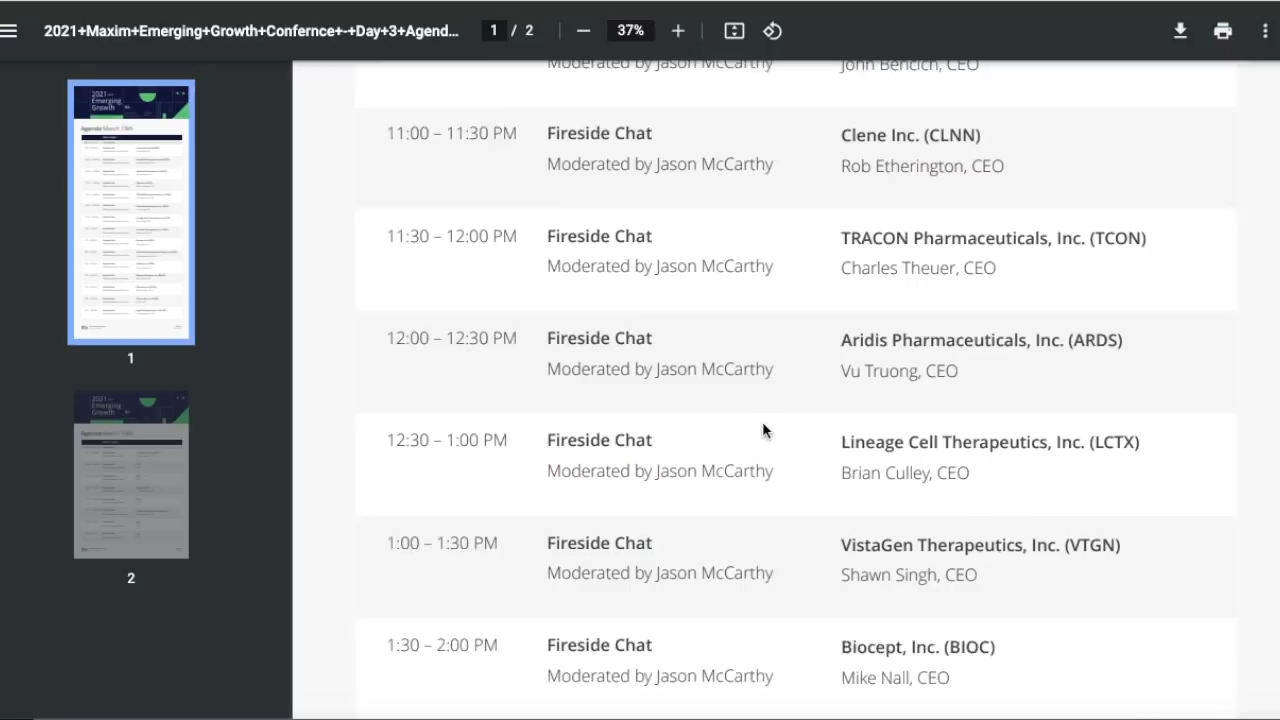 2021+Maxim+Emerging+Growth+Confernce+-+Day+3+Agend...
1 / 2
37%
Moderated by Jason McCarthy
John Bencich, CEO
11:00 – 11:30 PM Fireside Chat Clene Inc. (CLNN)
Moderated by Jason McCarthy Rob Etherington, CEO
11:30 – 12:00 PM Fireside Chat TRACON Pharmaceuticals, Inc. (TCON)
Moderated by Jason McCarthy Charles Theuer, CEO
12:00 – 12:30 PM Fireside Chat Aridis Pharmaceuticals, Inc. (ARDS)
Moderated by Jason McCarthy Vu Truong, CEO
12:30 – 1:00 PM Fireside Chat Lineage Cell Therapeutics, Inc. (LCTX)
Moderated by Jason McCarthy Brian Culley, CEO
1:00 – 1:30 PM Fireside Chat VistaGen Therapeutics, Inc. (VTGN)
Moderated by Jason McCarthy Shawn Singh, CEO
1:30 – 2:00 PM Fireside Chat Biocept, Inc. (BIOC)
Moderated by Jason McCarthy Mike Nall, CEO
2021
Emerging
Growth
1
2021
Emerging
Growth
2